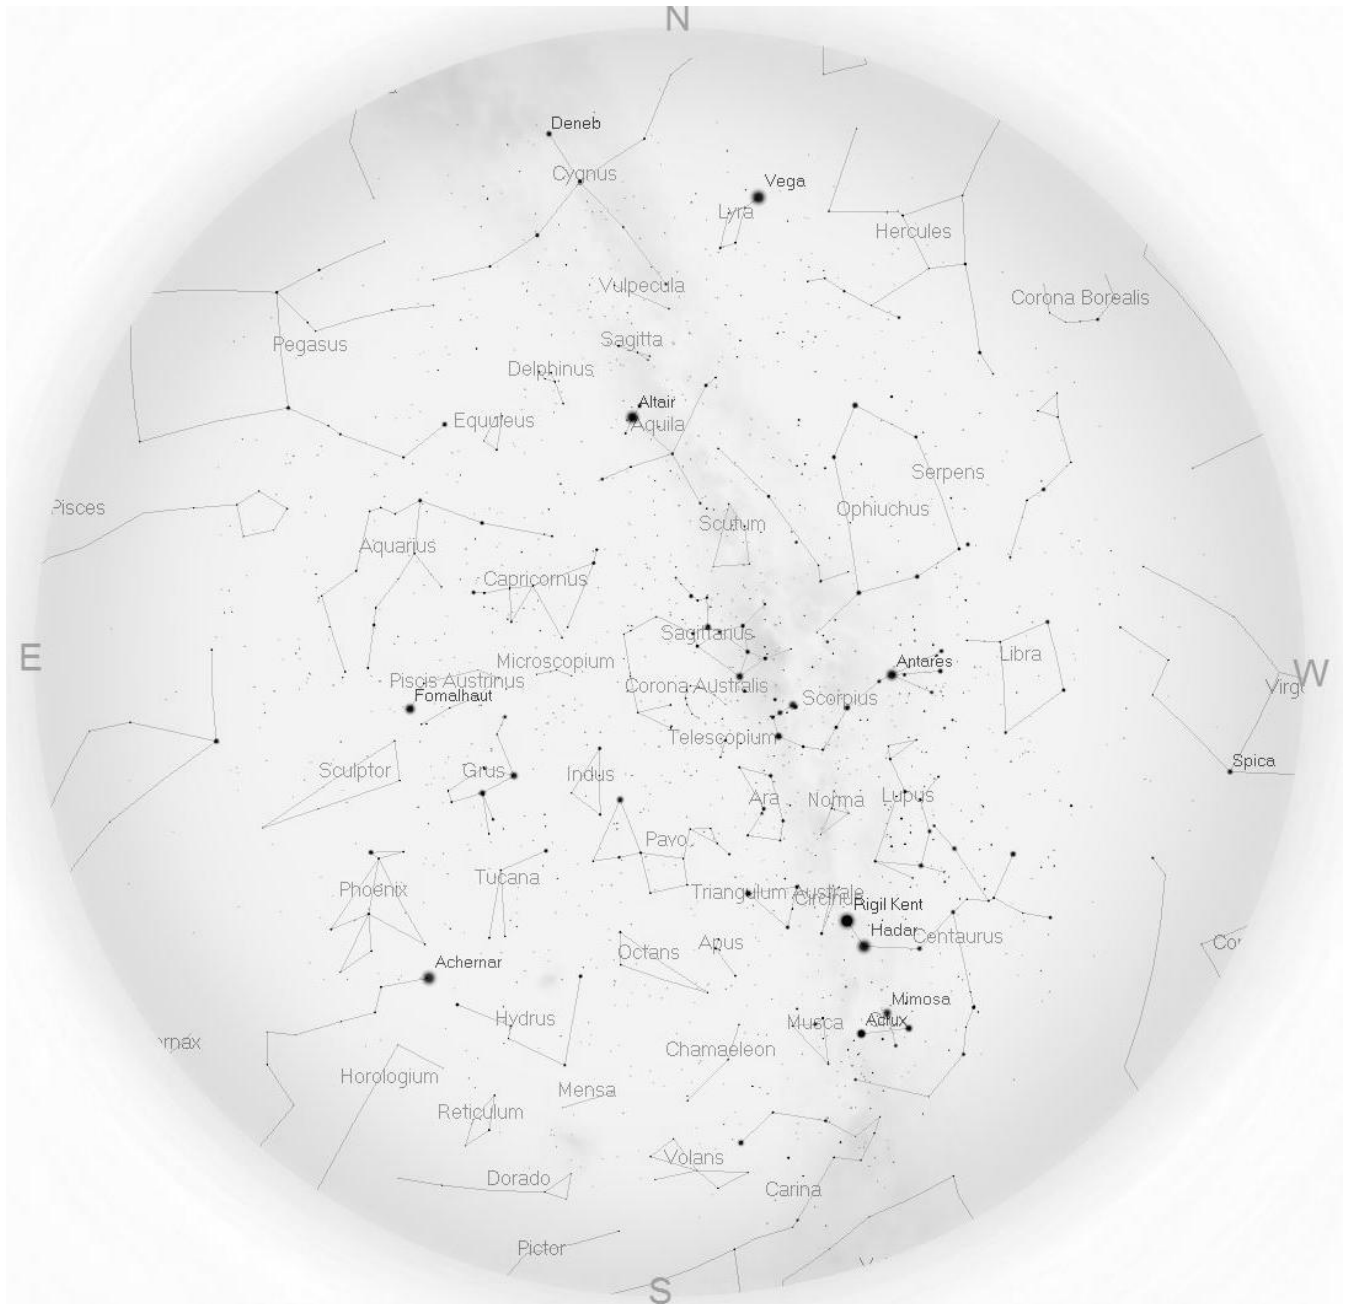 N
Deneb
Cygnus
Vega
Lyra
Hercules
Vulpecula
Corona Borealis
Sagitta
Pegasus
Delphinus
Altair
Equuleus
Aquila
Serpens
Pisces
Ophiuchus
Scutum
Aquarius
Capricornus
Sagittarius
E
Microscopium
Antares
Libra
W
Piscis Austrinus
Corona Australis
Virg
Fomalhaut
Scorpius
Telescopium
Spica
Sculptor
Grus
Indus
Ara
Norma
Lupus
Pavo
Tucana
Phoenix
Triangulum Australe
Circinus
Rigil Kent
Hadar
Centaurus
Octans
Apus
Cor
Achernar
Mimosa
Hydrus
Musca
Acrux
ornax
Chamaeleon
Horologium
Mensa
Reticulum
Volans
Dorado
Carina
Pictor
S